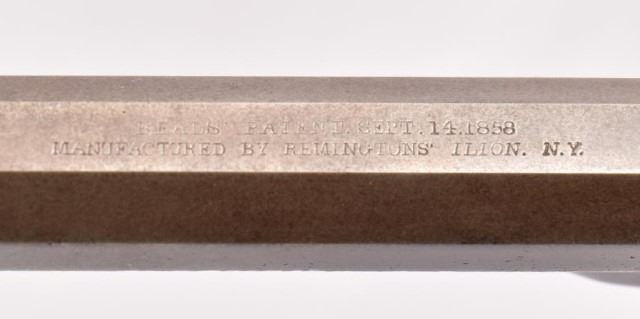 BEALS' PATENT. SEPT. 14. 1858
MANUFACTURED BY REMINGTONS' ILION. N.Y.